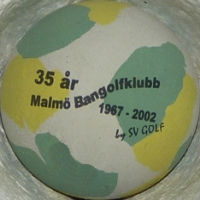 35 år
Malmö Bangolfklubb
1967 - 2002
by SV GOLF